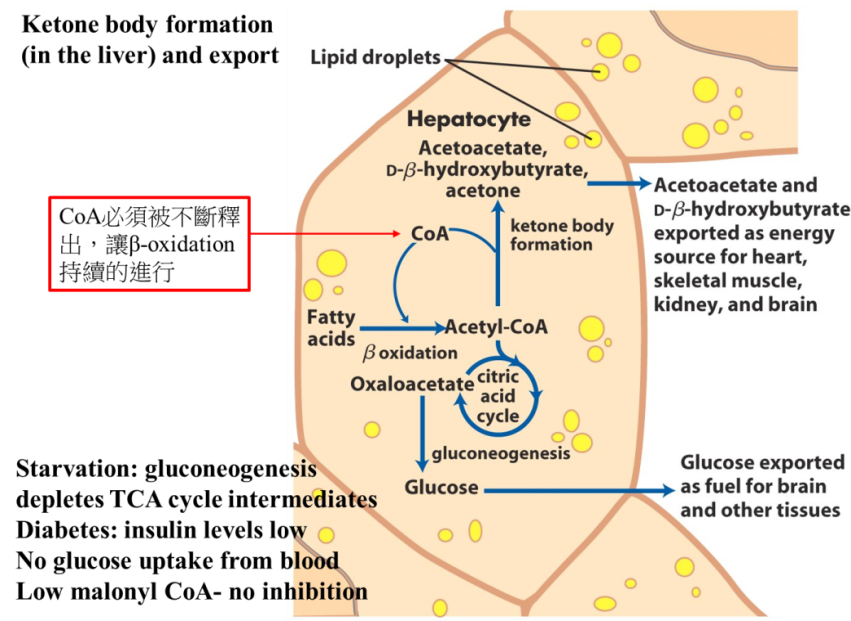 Ketone body formation
(in the liver) and export
Lipid droplets
Hepatocyte
Acetoacetate,
D-β-hydroxybutyrate,
acetone
Acetoacetate and
D-β-hydroxybutyrate
exported as energy
source for heart,
skeletal muscle,
kidney, and brain
CoA必須被不斷釋
出，讓β-oxidation
持續的進行
CoA
ketone body
formation
Fatty
acids
Acetyl-CoA
β oxidation
Oxaloacetate
citric
acid
cycle
gluconeogenesis
Glucose
Glucose exported
as fuel for brain
and other tissues
Starvation: gluconeogenesis
depletes TCA cycle intermediates
Diabetes: insulin levels low
No glucose uptake from blood
Low malonyl CoA- no inhibition